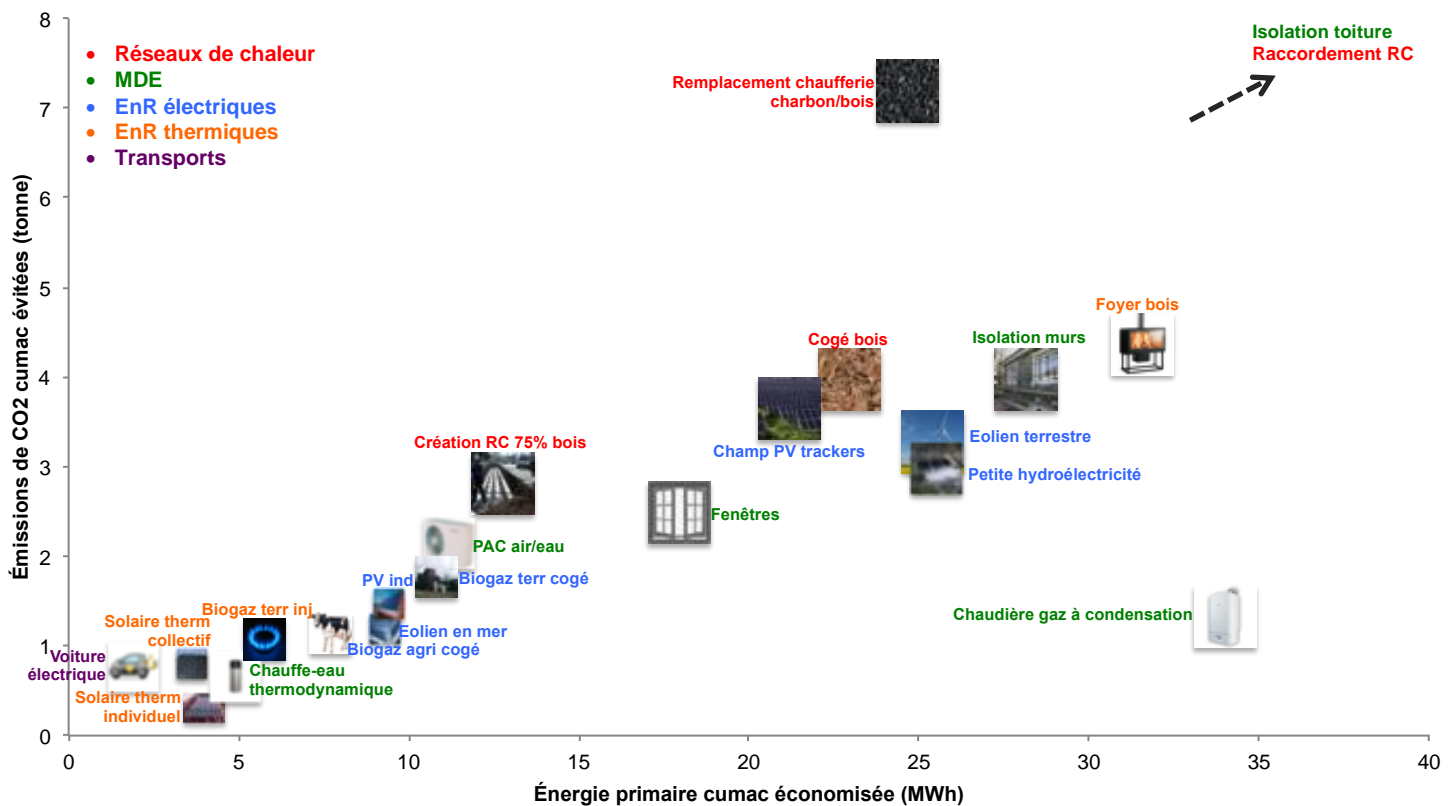 8
7
6
5
4
3
2
1
0
Émissions de CO2 cumac évitées (tonne)
• Réseaux de chaleur
• MDE
• EnR électriques
• EnR thermiques
• Transports
Isolation toiture
Raccordement RC
Remplacement chaufferie
charbon/bois
Foyer bois
Cogé bois
Isolation murs
Création RC 75% bois
Champ PV trackers
Eolien terrestre
Petite hydroélectricité
Fenêtres
PAC air/eau
PV ind
Biogaz terr cogé
Biogaz terr inj
Solaire therm
collectif
Eolien en mer
Biogaz agri cogé
Chaudière gaz à condensation
Voiture
électrique
Chauffe-eau
thermodynamique
Solaire therm
individuel
0 5 10 15 20 25 30 35 40
Énergie primaire cumac économisée (MWh)